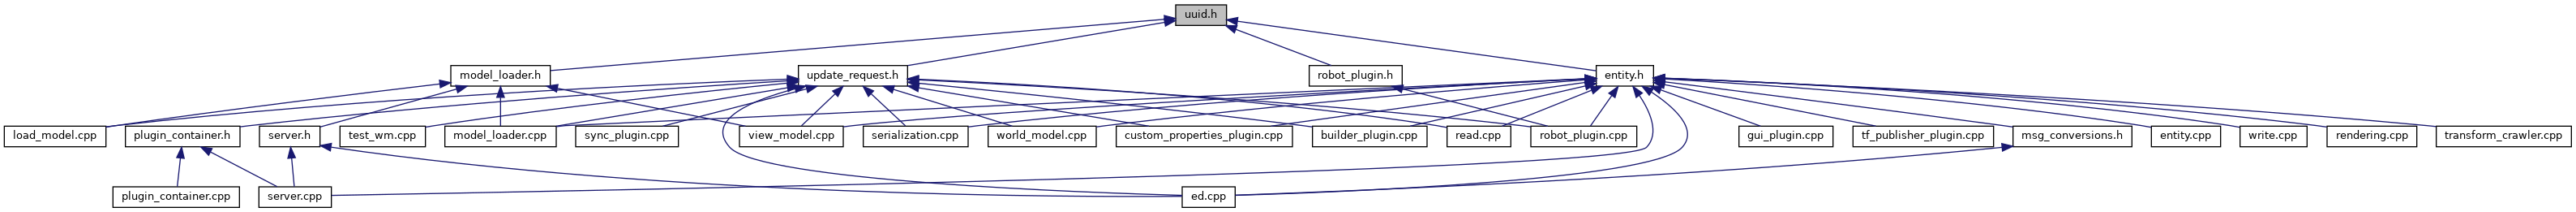 uuid.h
model_loader.h
update_request.h
robot_plugin.h
entity.h
load_model.cpp
plugin_container.h
server.h
test_wm.cpp
model_loader.cpp
sync_plugin.cpp
view_model.cpp
serialization.cpp
world_model.cpp
custom_properties_plugin.cpp
builder_plugin.cpp
read.cpp
robot_plugin.cpp
gui_plugin.cpp
tf_publisher_plugin.cpp
msg_conversions.h
entity.cpp
write.cpp
rendering.cpp
transform_crawler.cpp
plugin_container.cpp
server.cpp
ed.cpp